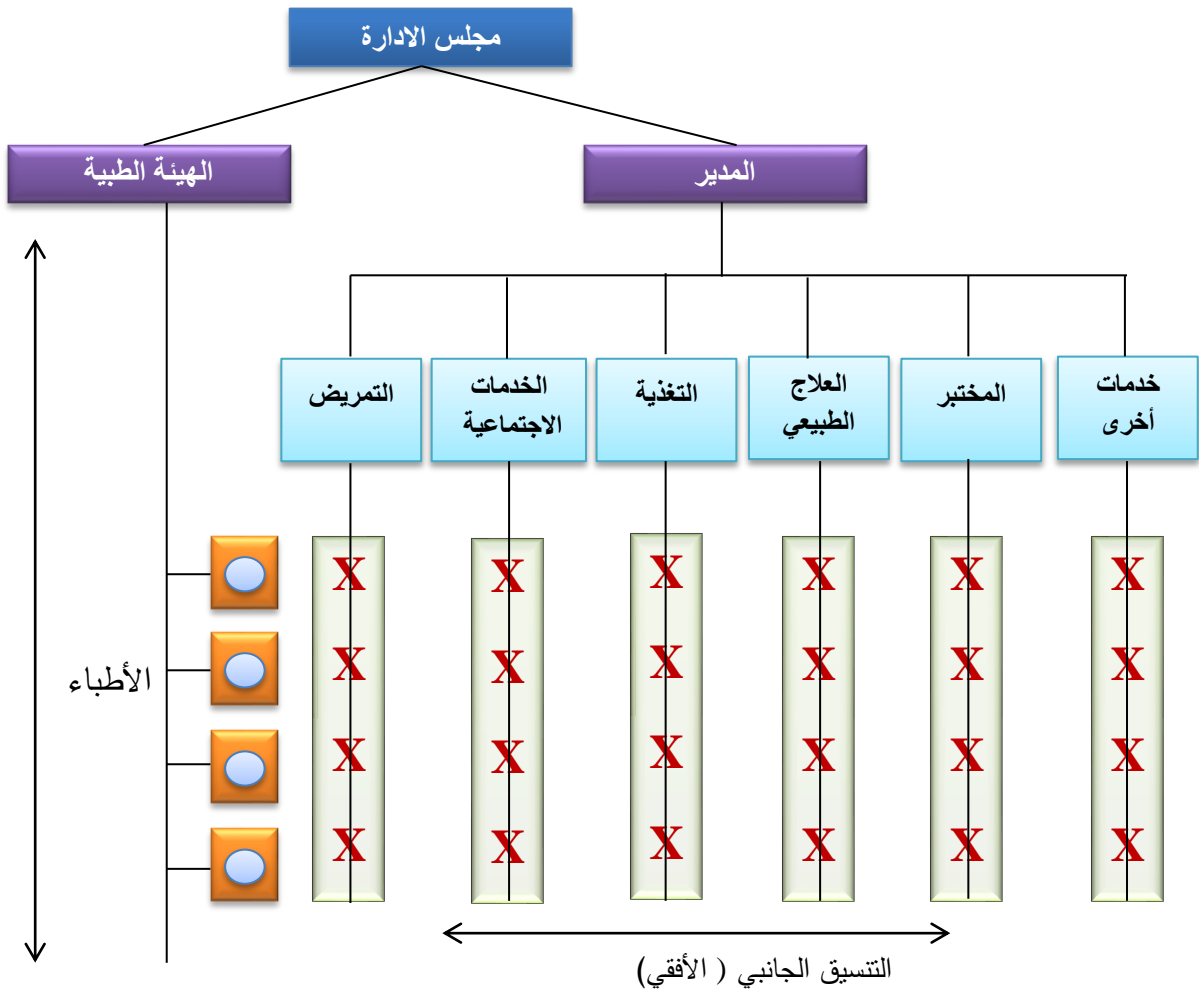 مجلس الادارة
المدير
الهيئة الطبية
خدمات
أخرى
المختبر
العلاج
الطبيعي
التغذية
الخدمات
الاجتماعية
التمريض
X X X X X X
X X X X X X
الأطباء
X X X X X X
X X X X X X
التنسيق الجانبي ( الأفقي)